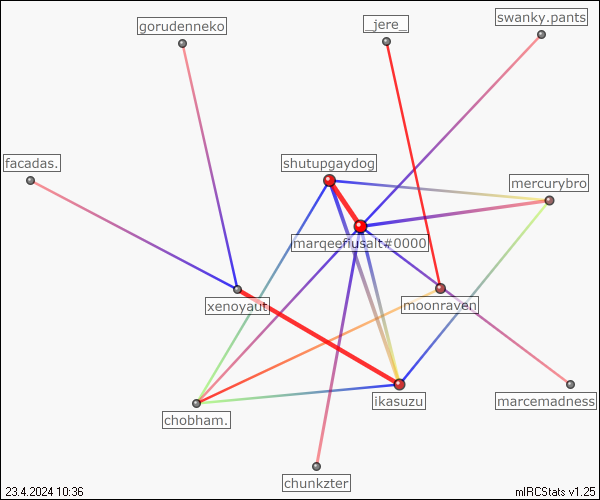 swanky.pants
gorudenneko
_jere_
facadas.
shutupgaydog
mercurybro
marqeeflusalt#0000
xenoyaut
moonraven
ikasuzu
marcemadness
chobham.
chunkzter
23.4.2024 10:36
mIRCStats v1.25